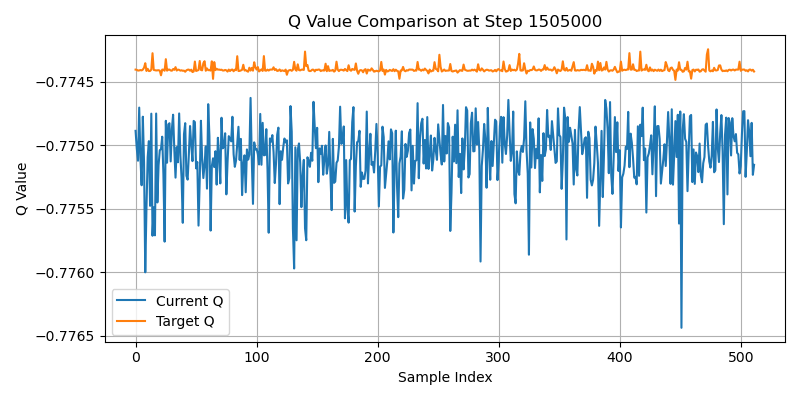 Q Value Comparison at Step 1505000
Q Value
−0.7745
−0.7750
−0.7755
−0.7760
−0.7765
Current Q
Target Q
0 100 200 300 400 500
Sample Index